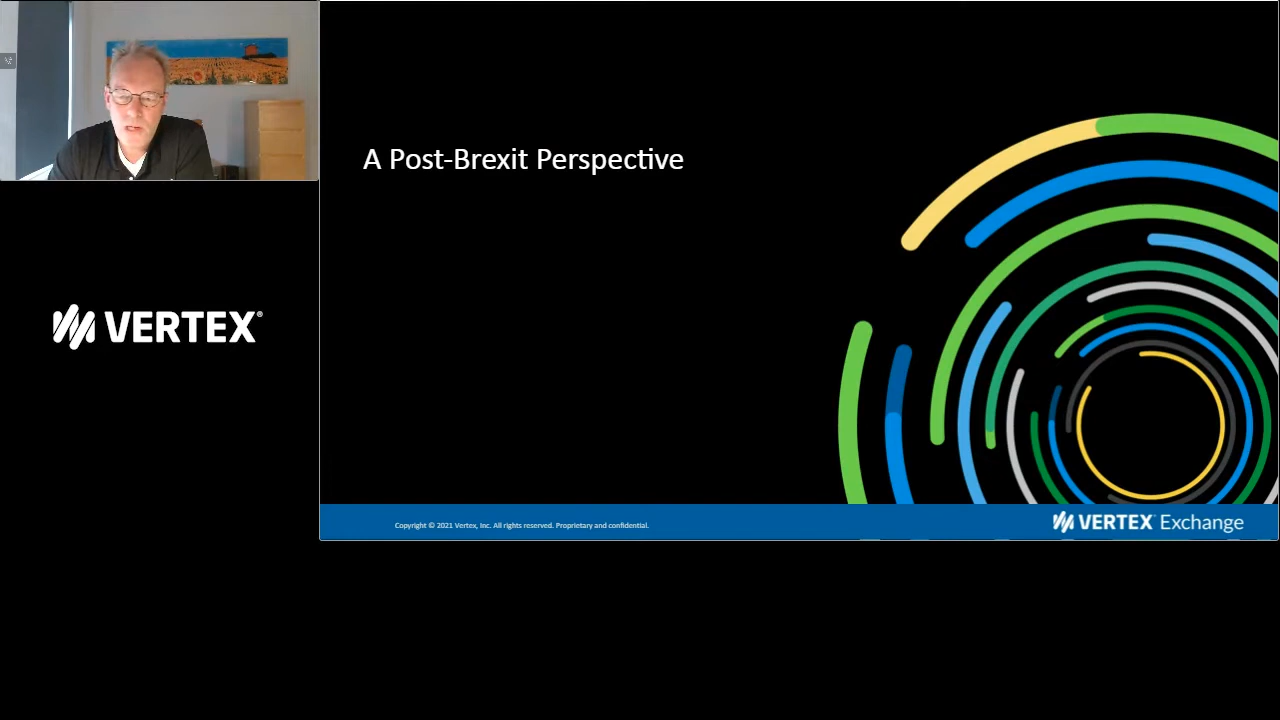 A Post-Brexit Perspective
VERTEX®
Copyright © 2021 Vertex, Inc. All rights reserved. Proprietary and confidential.
VERTEX Exchange